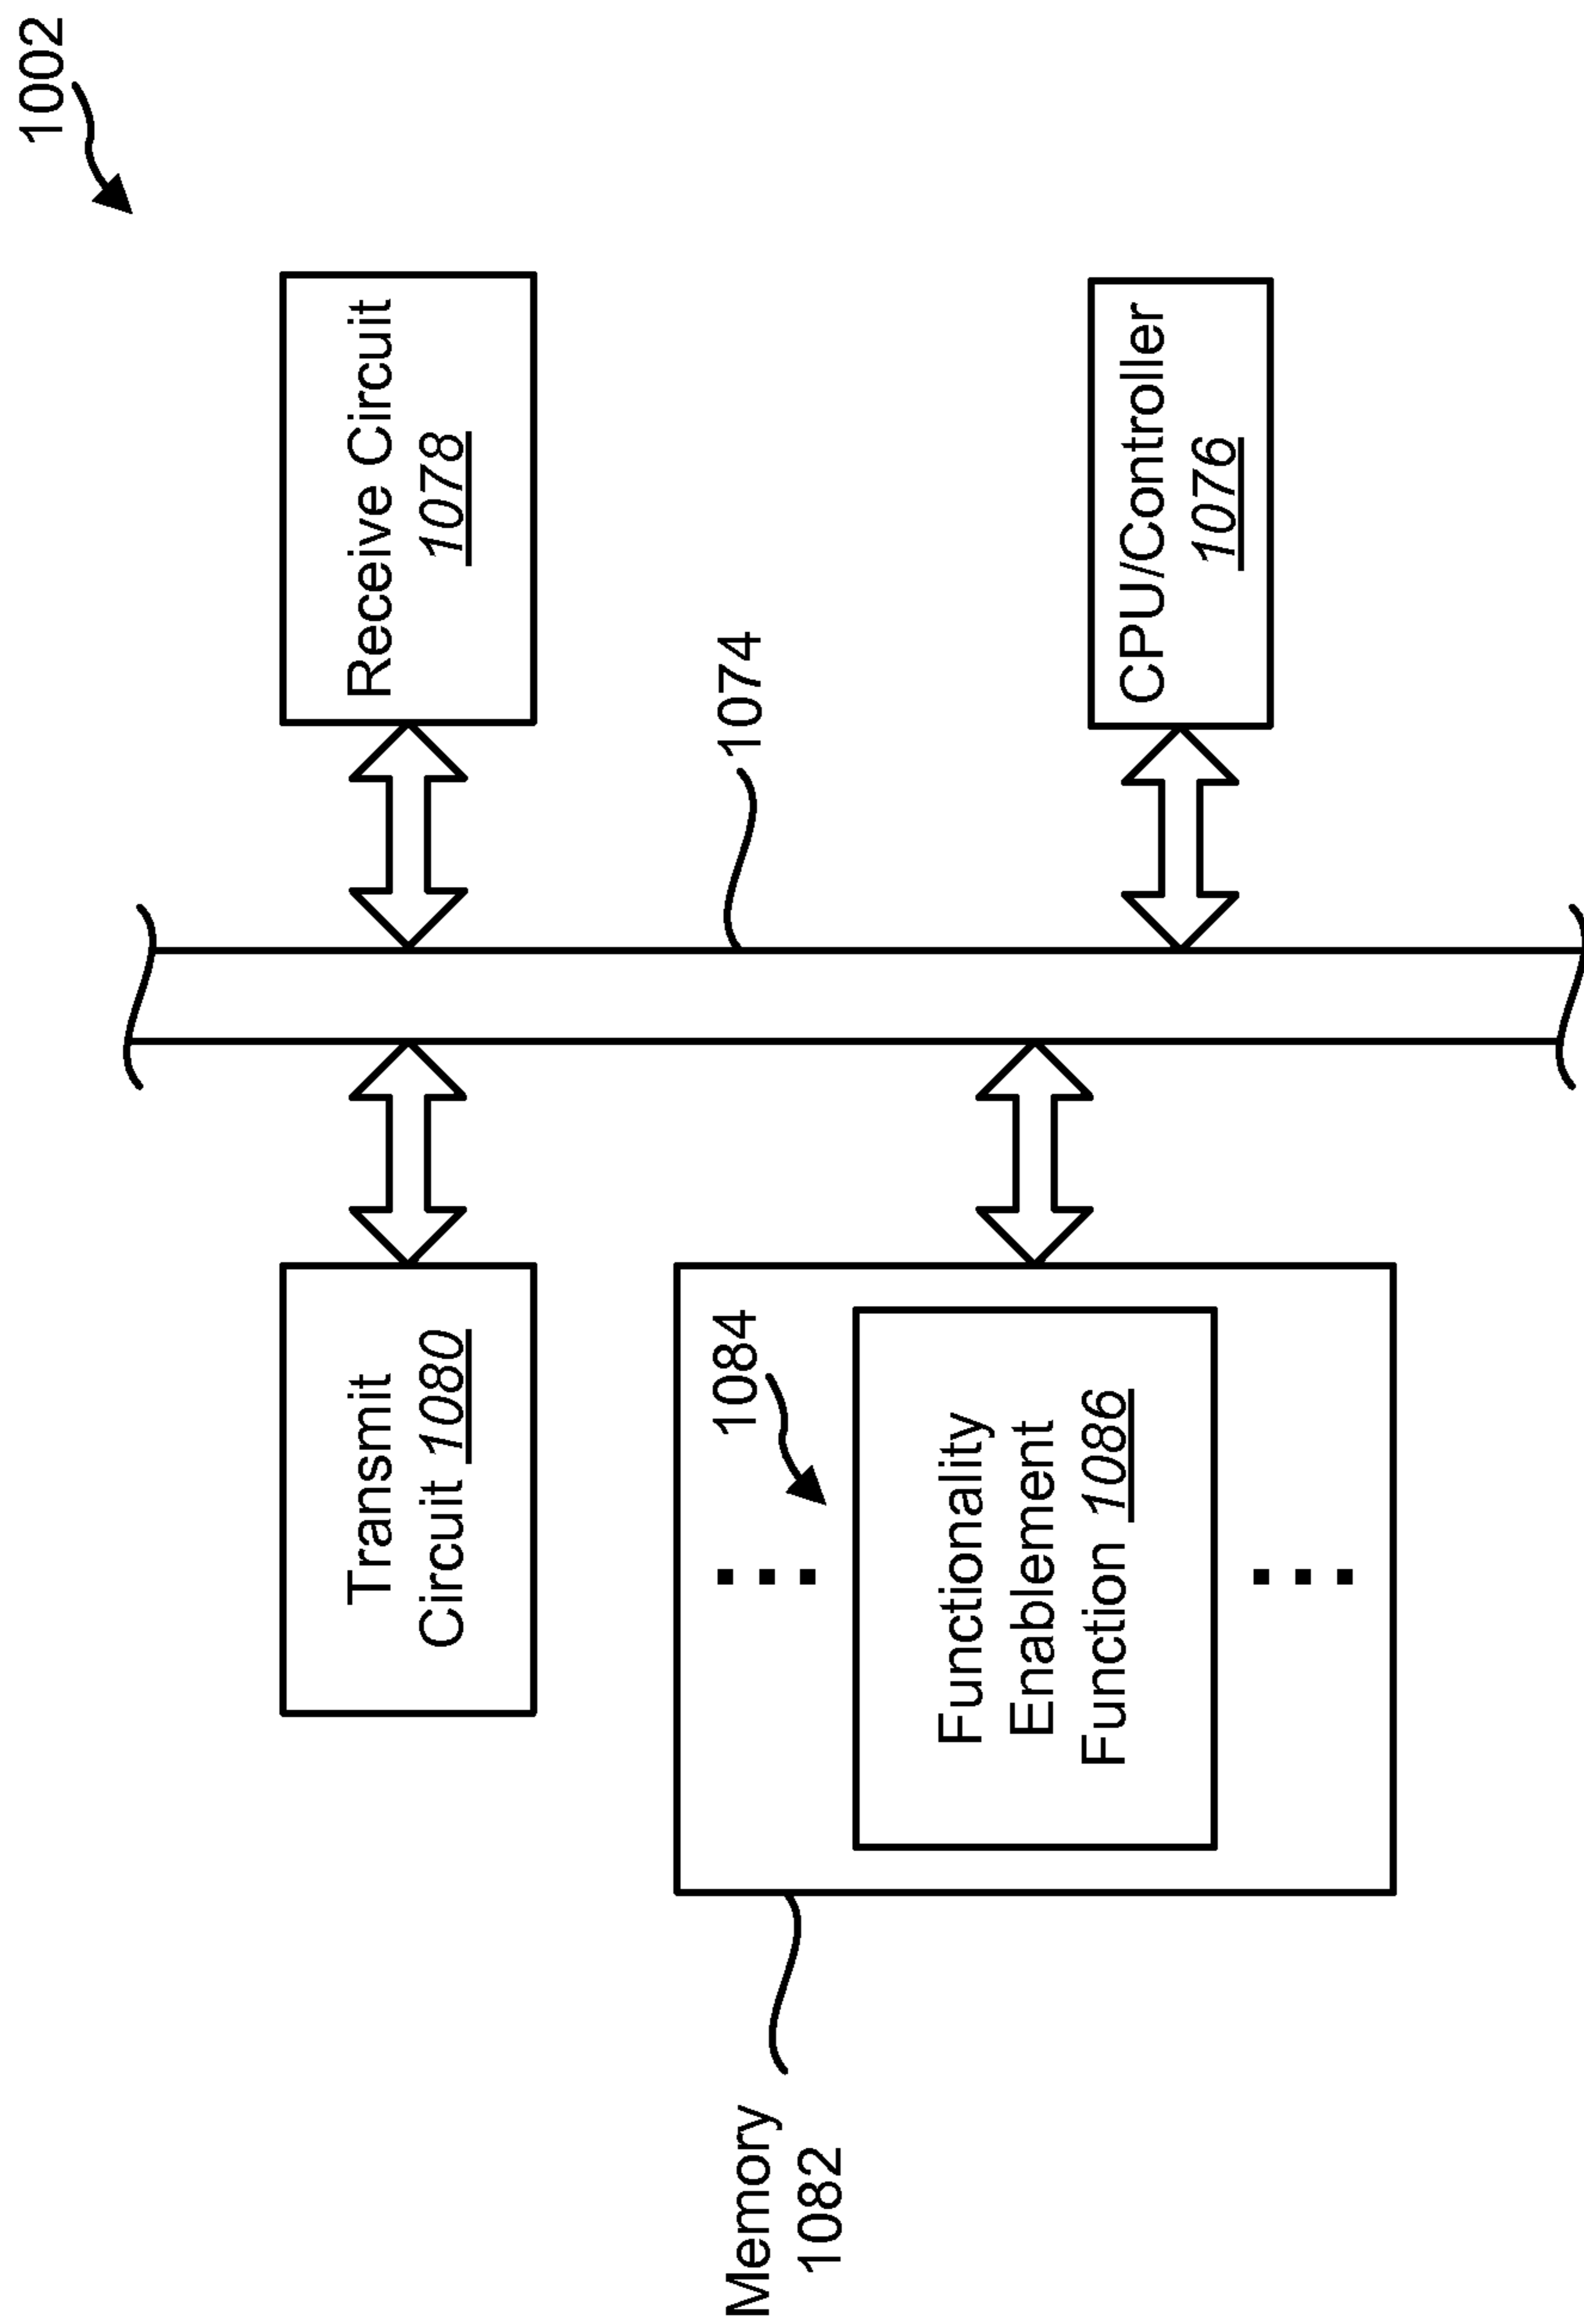 1002
Transmit
Circuit 1080
Receive Circuit
1078
1074
Memory
1082
1084
Functionality
Enablement
Function 1086
CPU/Controller
1076